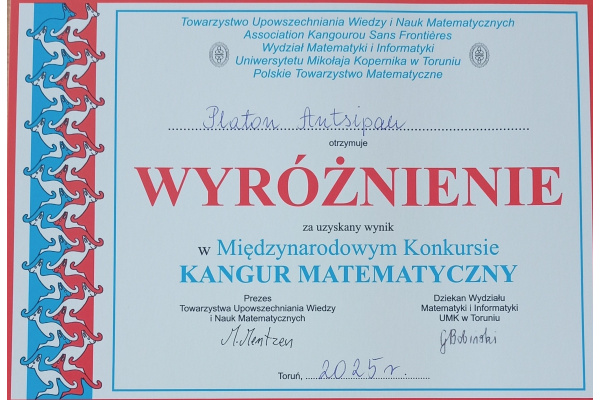 Towarzystwo Upowszechniania Wiedzy i Nauk Matematycznych
Association Kangourou Sans Frontières
Wydział Matematyki i Informatyki
Uniwersytetu Mikołaja Kopernika w Toruniu
Polskie Towarzystwo Matematyczne
Platon Antsipau
otrzymuje
WYRÓŻNIENIE
za uzyskany wynik
w Międzynarodowym Konkursie
KANGUR MATEMATYCZNY
Prezes
Towarzystwa Upowszechniania Wiedzy
i Nauk Matematycznych
M. Mentzen
Dziekan Wydziału
Matematyki i Informatyki
UMK w Toruniu
G Bobiński
Toruń, 2025 r.